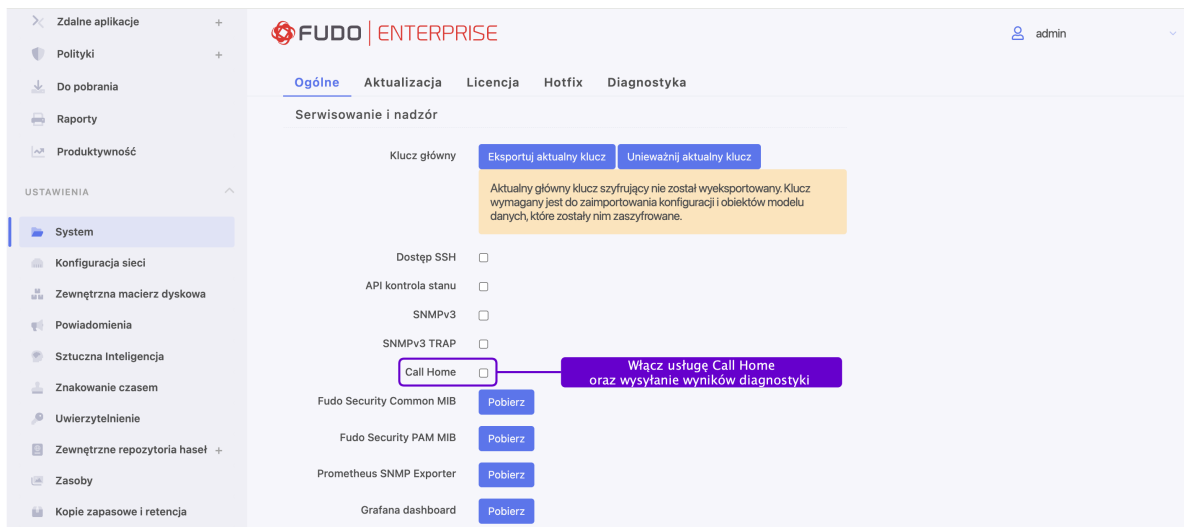 Zdalne aplikacje +
Polityki +
Do pobrania
Raporty
Produktywność
USTAWIENIA
System
Konfiguracja sieci
Zewnętrzna macierz dyskowa
Powiadomienia
Sztuczna Inteligencja
Znakowanie czasem
Uwierzytelnienie
Zewnętrzne repozytoria haseł +
Zasoby
Kopie zapasowe i retencja
FUDO | ENTERPRISE
admin
Ogólne Aktualizacja Licencja Hotfix Diagnostyka
Serwisowanie i nadzór
Klucz główny Eksportuj aktualny klucz Unieważnij aktualny klucz
Aktualny główny klucz szyfrujący nie został wyeksportowany. Klucz
wymagany jest do zaimportowania konfiguracji i obiektów modelu
danych, które zostały nim zaszyfrowane.
Dostęp SSH
API kontrola stanu
SNMPv3
SNMPv3 TRAP
Call Home
Włącz usługę Call Home
oraz wysyłanie wyników diagnostyki
Fudo Security Common MIB Pobierz
Fudo Security PAM MIB Pobierz
Prometheus SNMP Exporter Pobierz
Grafana dashboard Pobierz